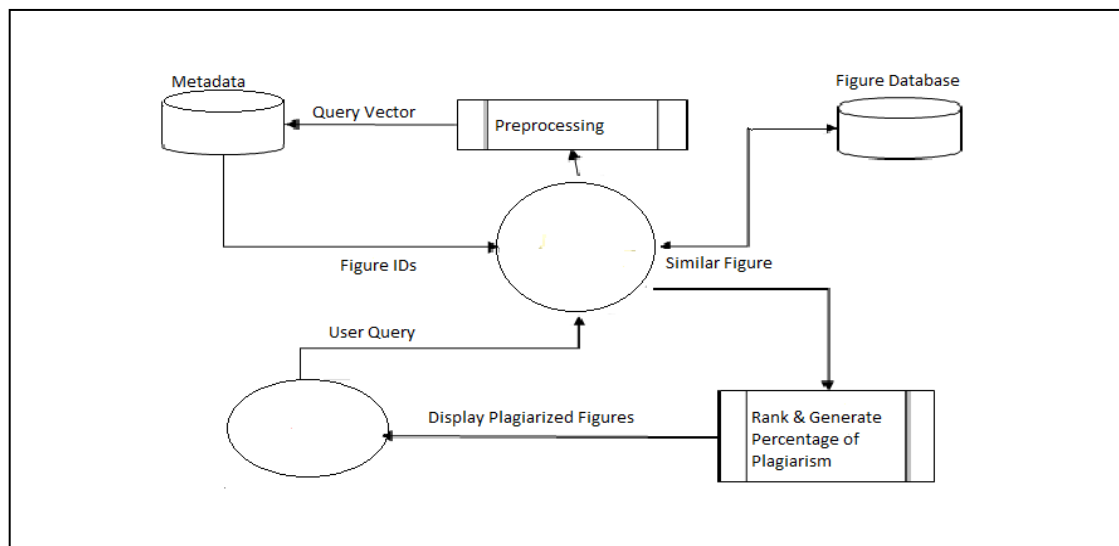 Metadata
Figure Database
Query Vector
Preprocessing
Figure IDs
Similar Figure
User Query
Display Plagiarized Figures
Rank & Generate
Percentage of
Plagiarism